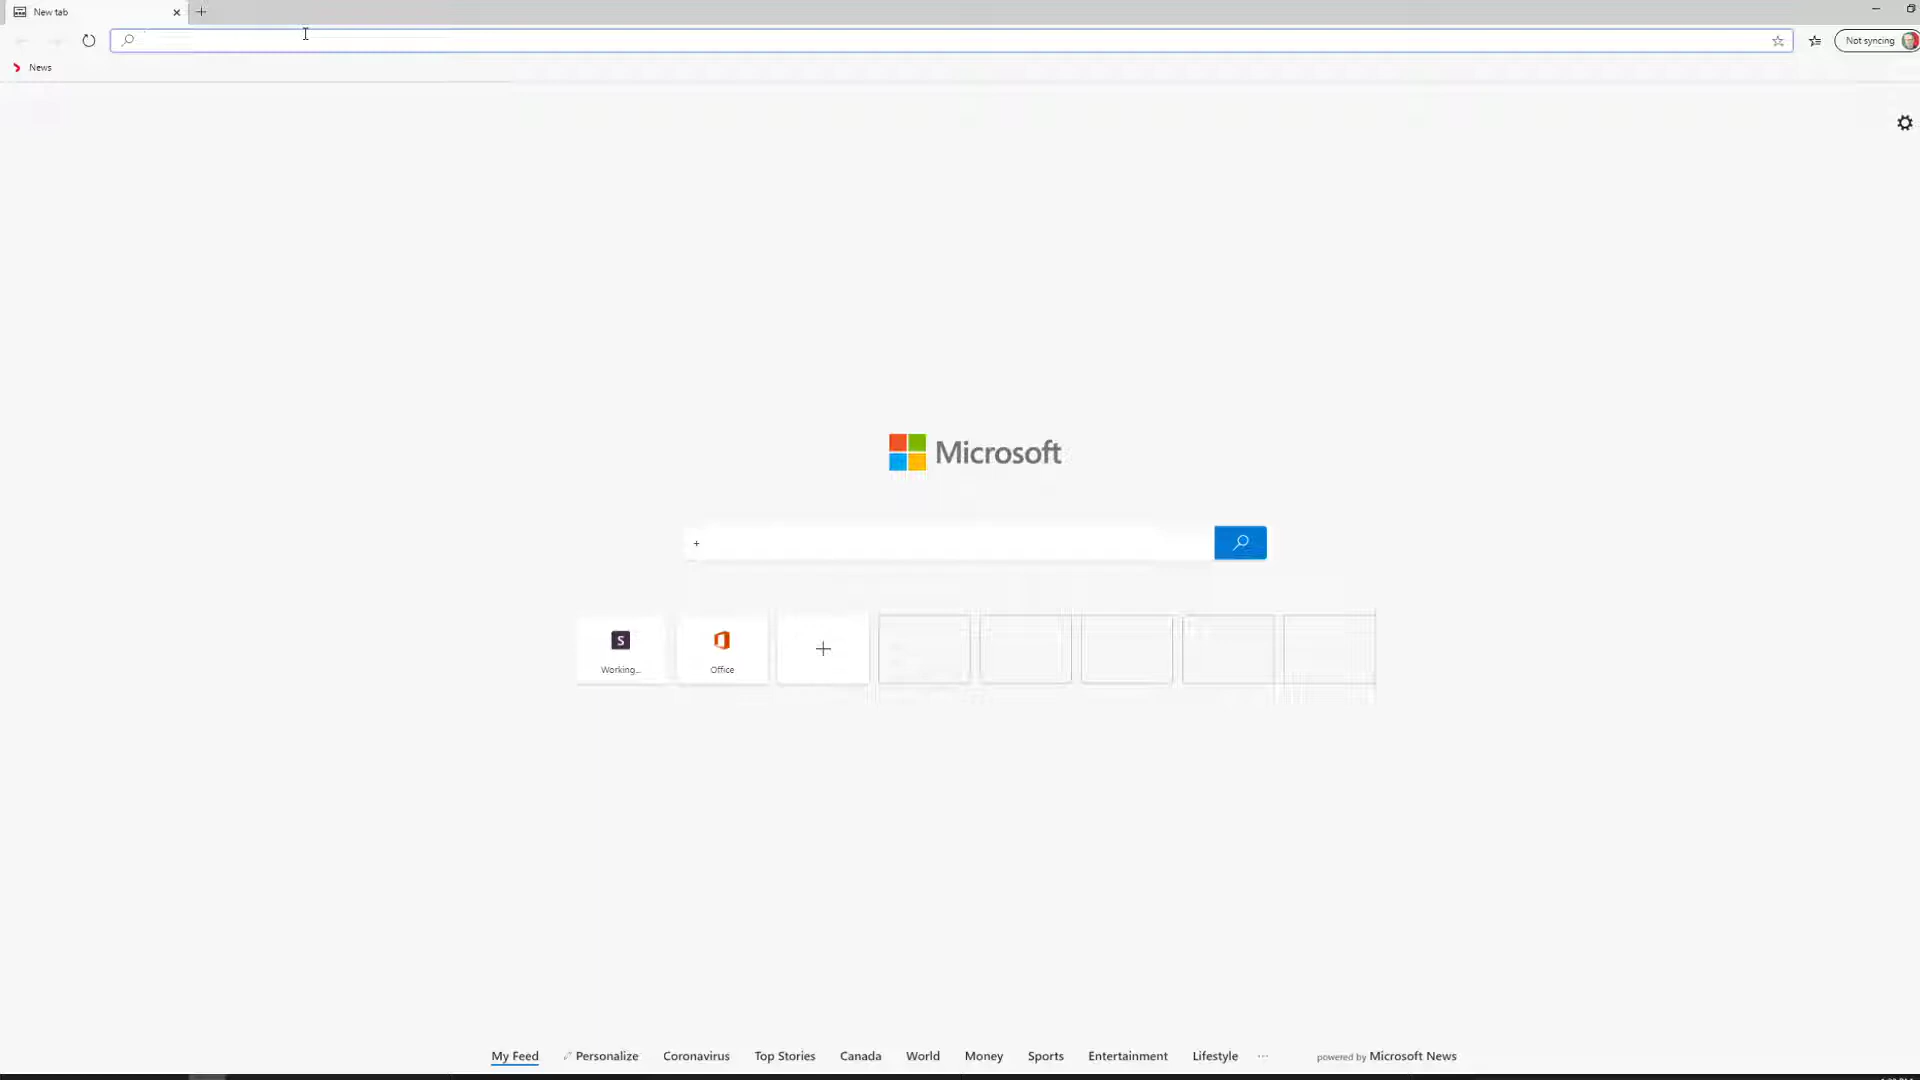 New tab
Not syncing
News
Microsoft
S
Working...
Office
My Feed Personalize Coronavirus Top Stories Canada World Money Sports Entertainment Lifestyle ... powered by Microsoft News